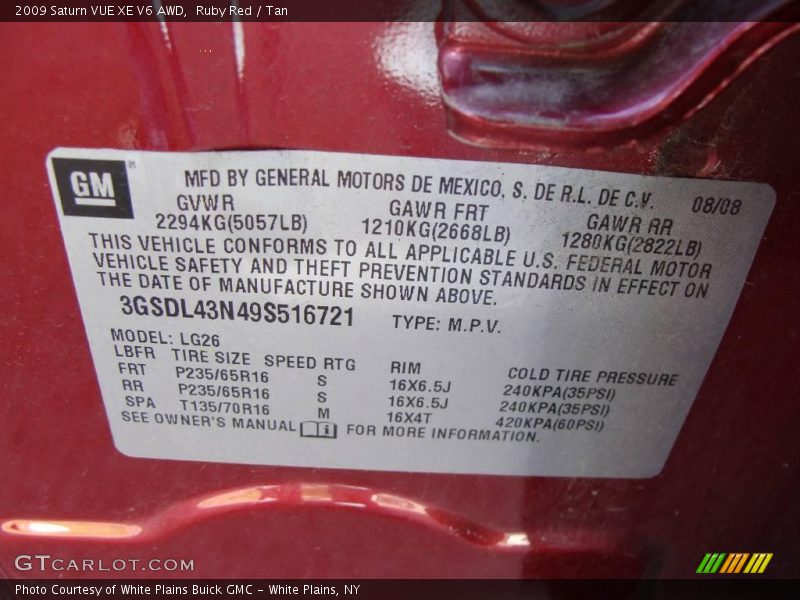 2009 Saturn VUE XE V6 AWD,  Ruby Red / Tan
GM
MFD BY GENERAL MOTORS DE MEXICO, S. DE R.L. DE C.V. 08/08
GVWR GAWR FRT GAWR RR
2294KG(5057LB) 1210KG(2668LB) 1280KG(2822LB)
THIS VEHICLE CONFORMS TO ALL APPLICABLE U.S. FEDERAL MOTOR
VEHICLE SAFETY AND THEFT PREVENTION STANDARDS IN EFFECT ON
THE DATE OF MANUFACTURE SHOWN ABOVE.
3GSDL43N49S516721 TYPE: M.P.V.
MODEL: LG26
LBFR TIRE SIZE SPEED RTG RIM COLD TIRE PRESSURE
FRT P235/65R16 S 16X6.5J 240KPA(35PSI)
RR P235/65R16 S 16X6.5J 240KPA(35PSI)
SPA T135/70R16 M 16X4T 420KPA(60PSI)
SEE OWNER'S MANUAL i FOR MORE INFORMATION.
GTCARLOT.COM
Photo Courtesy of White Plains Buick GMC - White Plains, NY